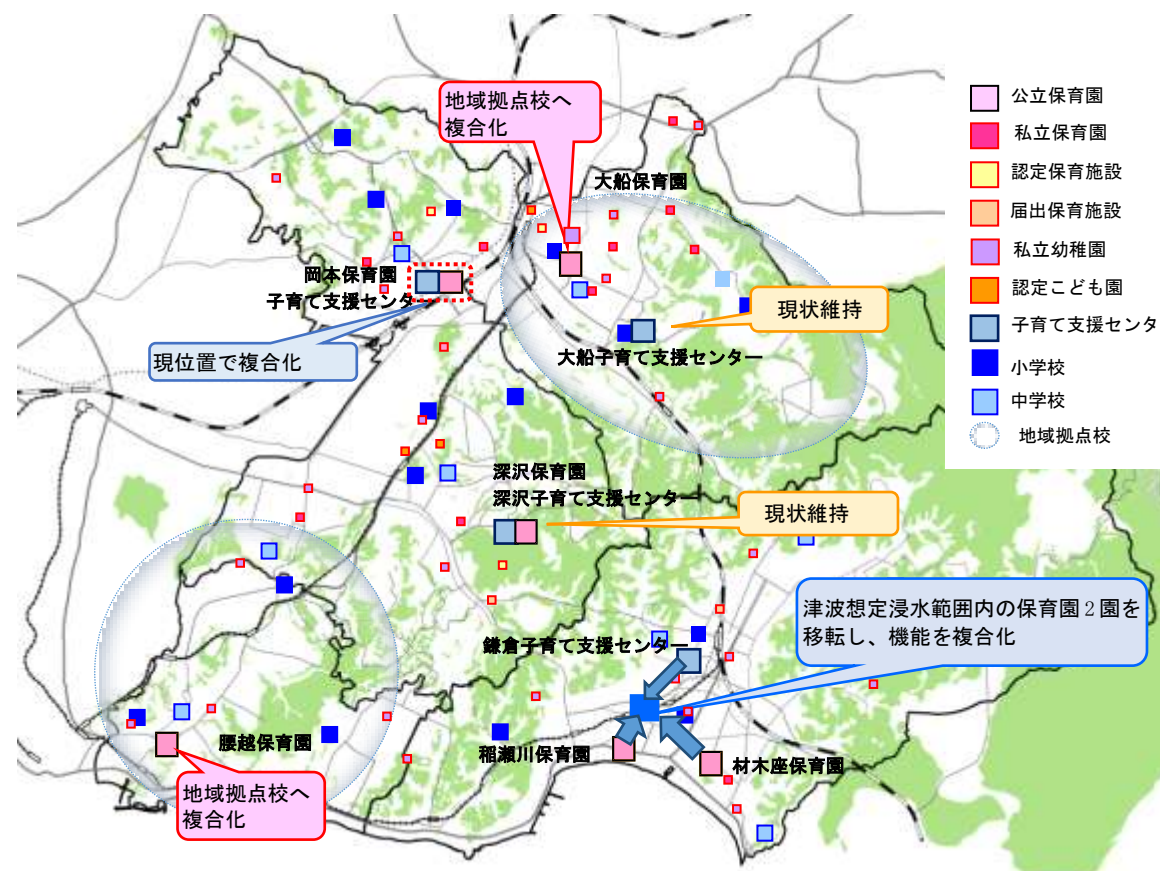 地域拠点校へ
複合化
大船保育園
岡本保育園
子育て支援センター
現位置で複合化
現状維持
大船子育て支援センター
深沢保育園
深沢子育て支援センター
現状維持
津波想定浸水範囲内の保育園2園を
移転し、機能を複合化
鎌倉子育て支援センター
稲瀬川保育園
材木座保育園
腰越保育園
地域拠点校へ
複合化
公立保育園
私立保育園
認定保育施設
届出保育施設
私立幼稚園
認定こども園
子育て支援センタ
小学校
中学校
地域拠点校